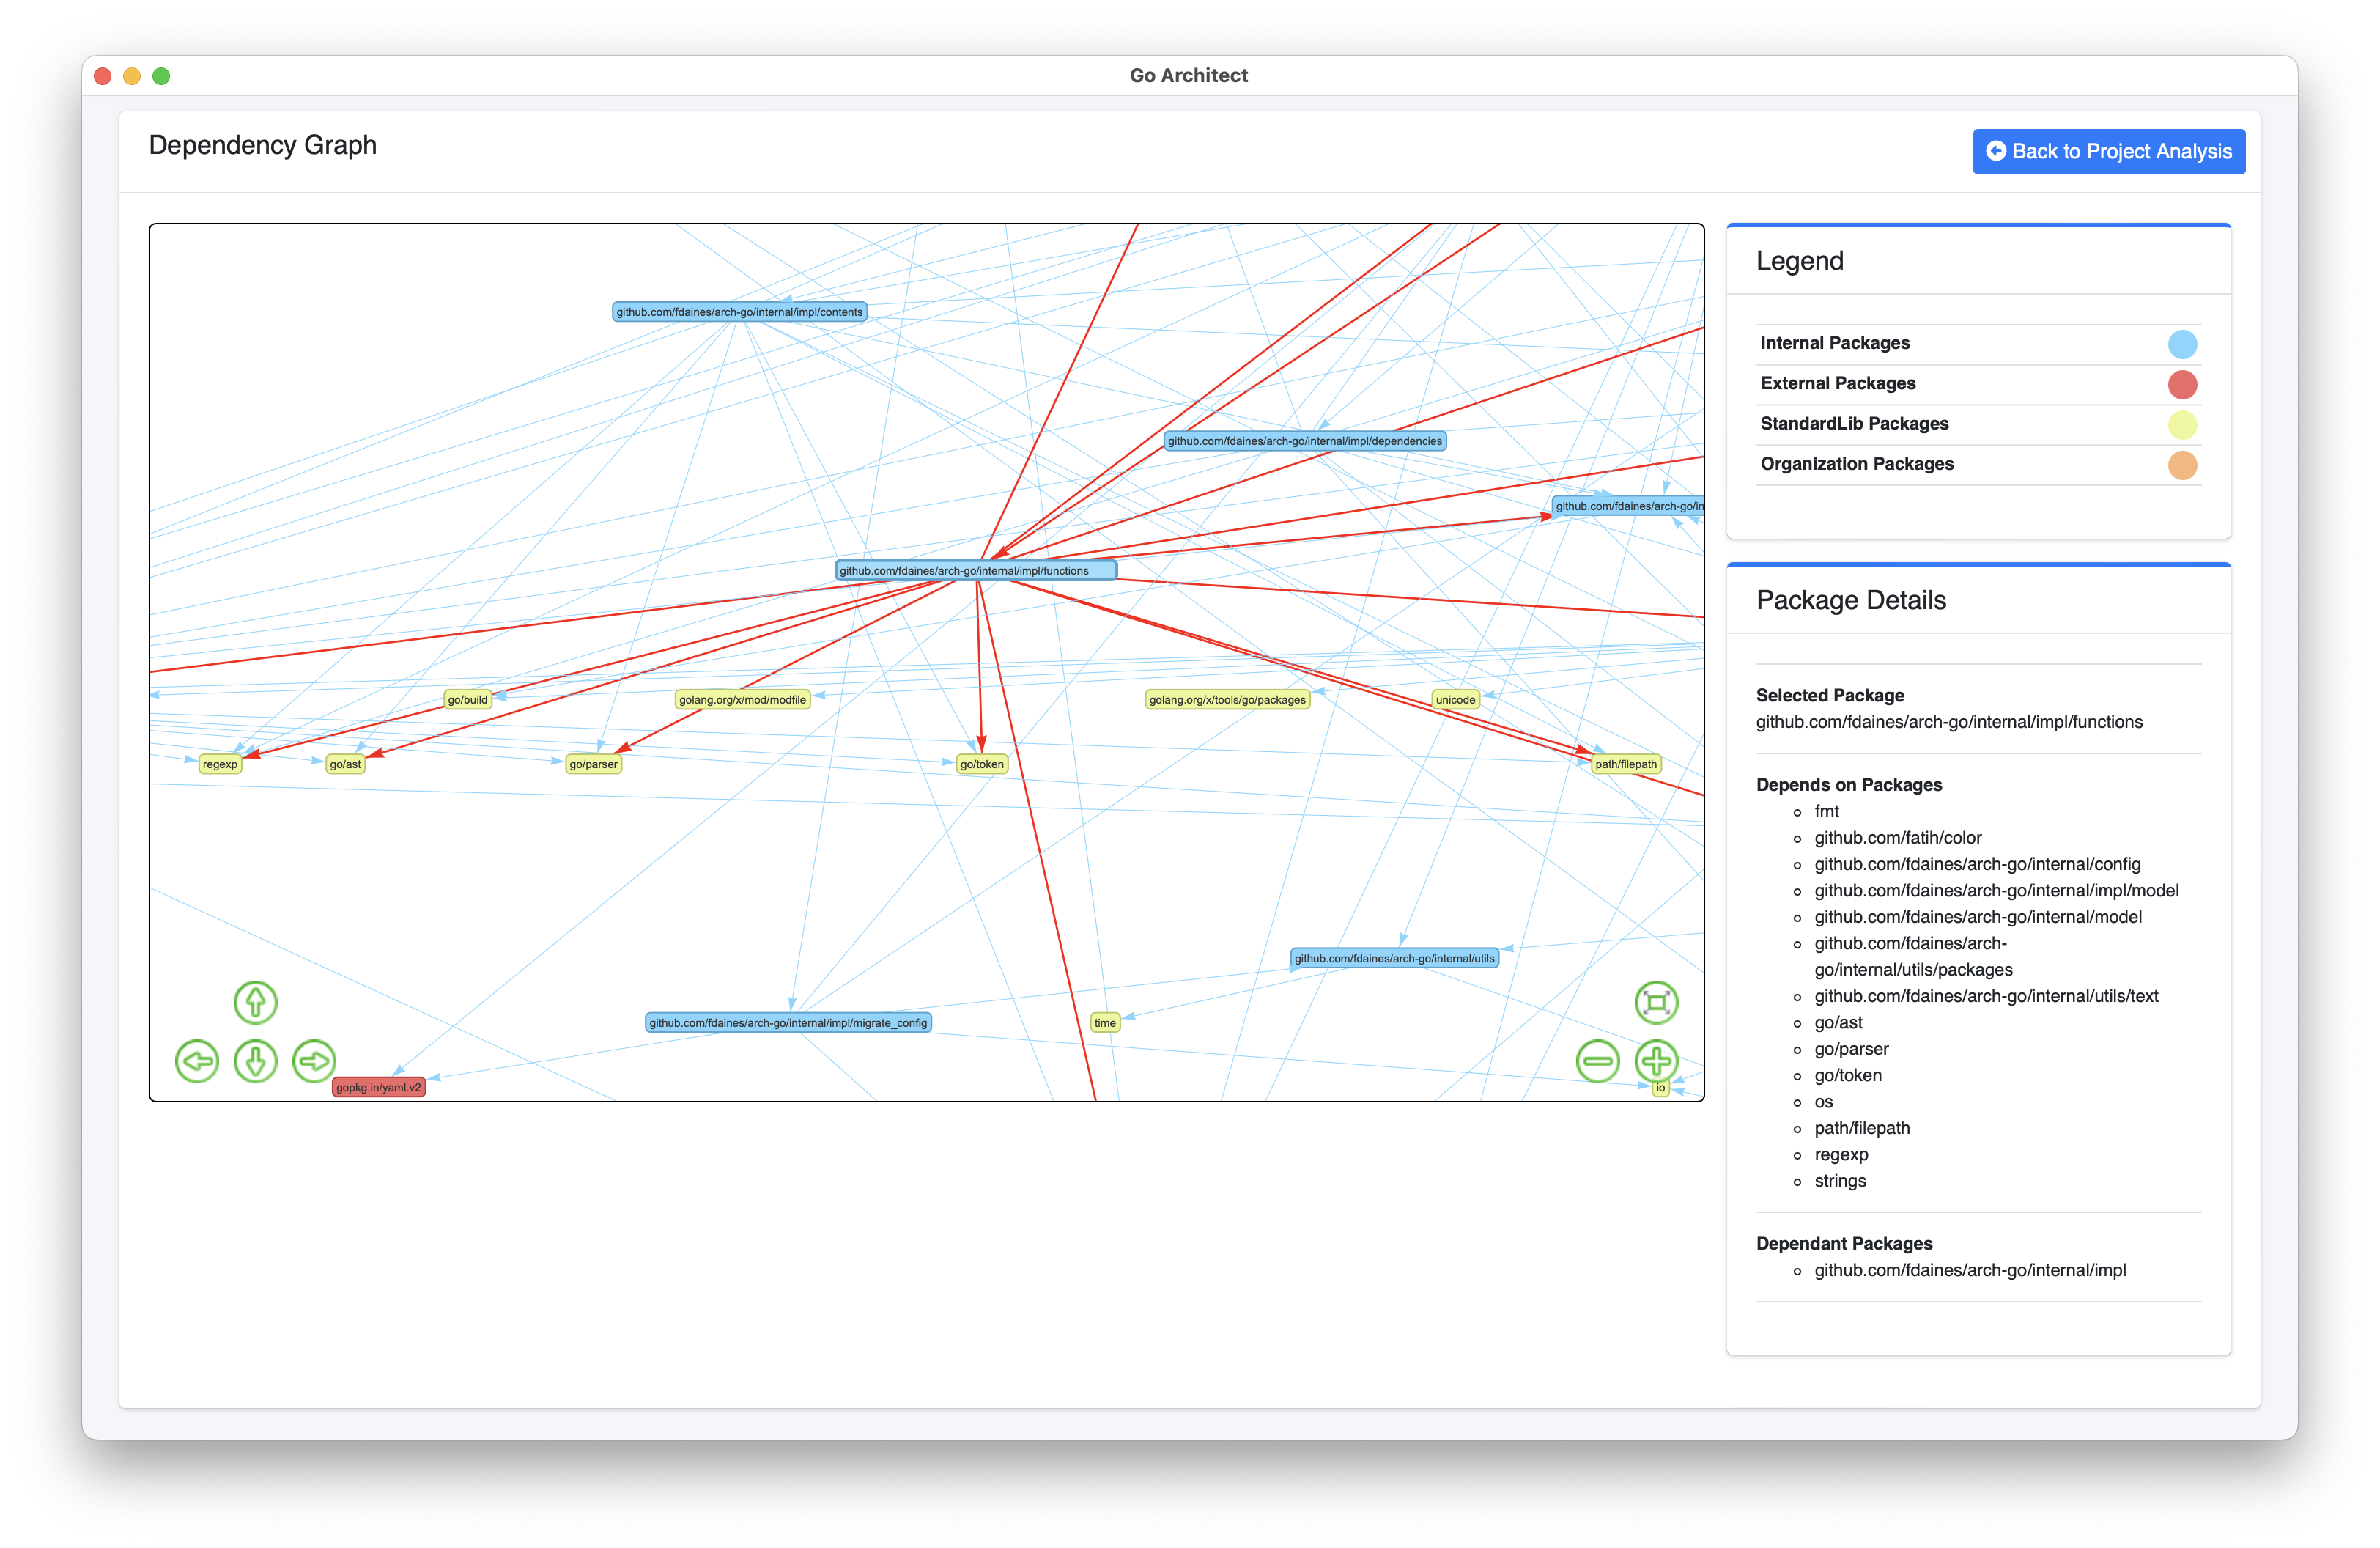 Go Architect
Dependency Graph
Back to Project Analysis
github.com/fdaines/arch-go/internal/impl/contents
github.com/fdaines/arch-go/internal/impl/dependencies
github.com/fdaines/arch-go/in
github.com/fdaines/arch-go/internal/impl/functions
go/build
golang.org/x/mod/modfile
golang.org/x/tools/go/packages
unicode
regexp
go/ast
go/parser
go/token
path/filepath
github.com/fdaines/arch-go/internal/utils
github.com/fdaines/arch-go/internal/impl/migrate_config
time
gopkg.in/yaml.v2
io
Legend
Internal Packages
External Packages
StandardLib Packages
Organization Packages
Package Details
Selected Package
github.com/fdaines/arch-go/internal/impl/functions
Depends on Packages
fmt
github.com/fatih/color
github.com/fdaines/arch-go/internal/config
github.com/fdaines/arch-go/internal/impl/model
github.com/fdaines/arch-go/internal/model
github.com/fdaines/arch-
go/internal/utils/packages
github.com/fdaines/arch-go/internal/utils/text
go/ast
go/parser
go/token
os
path/filepath
regexp
strings
Dependant Packages
github.com/fdaines/arch-go/internal/impl